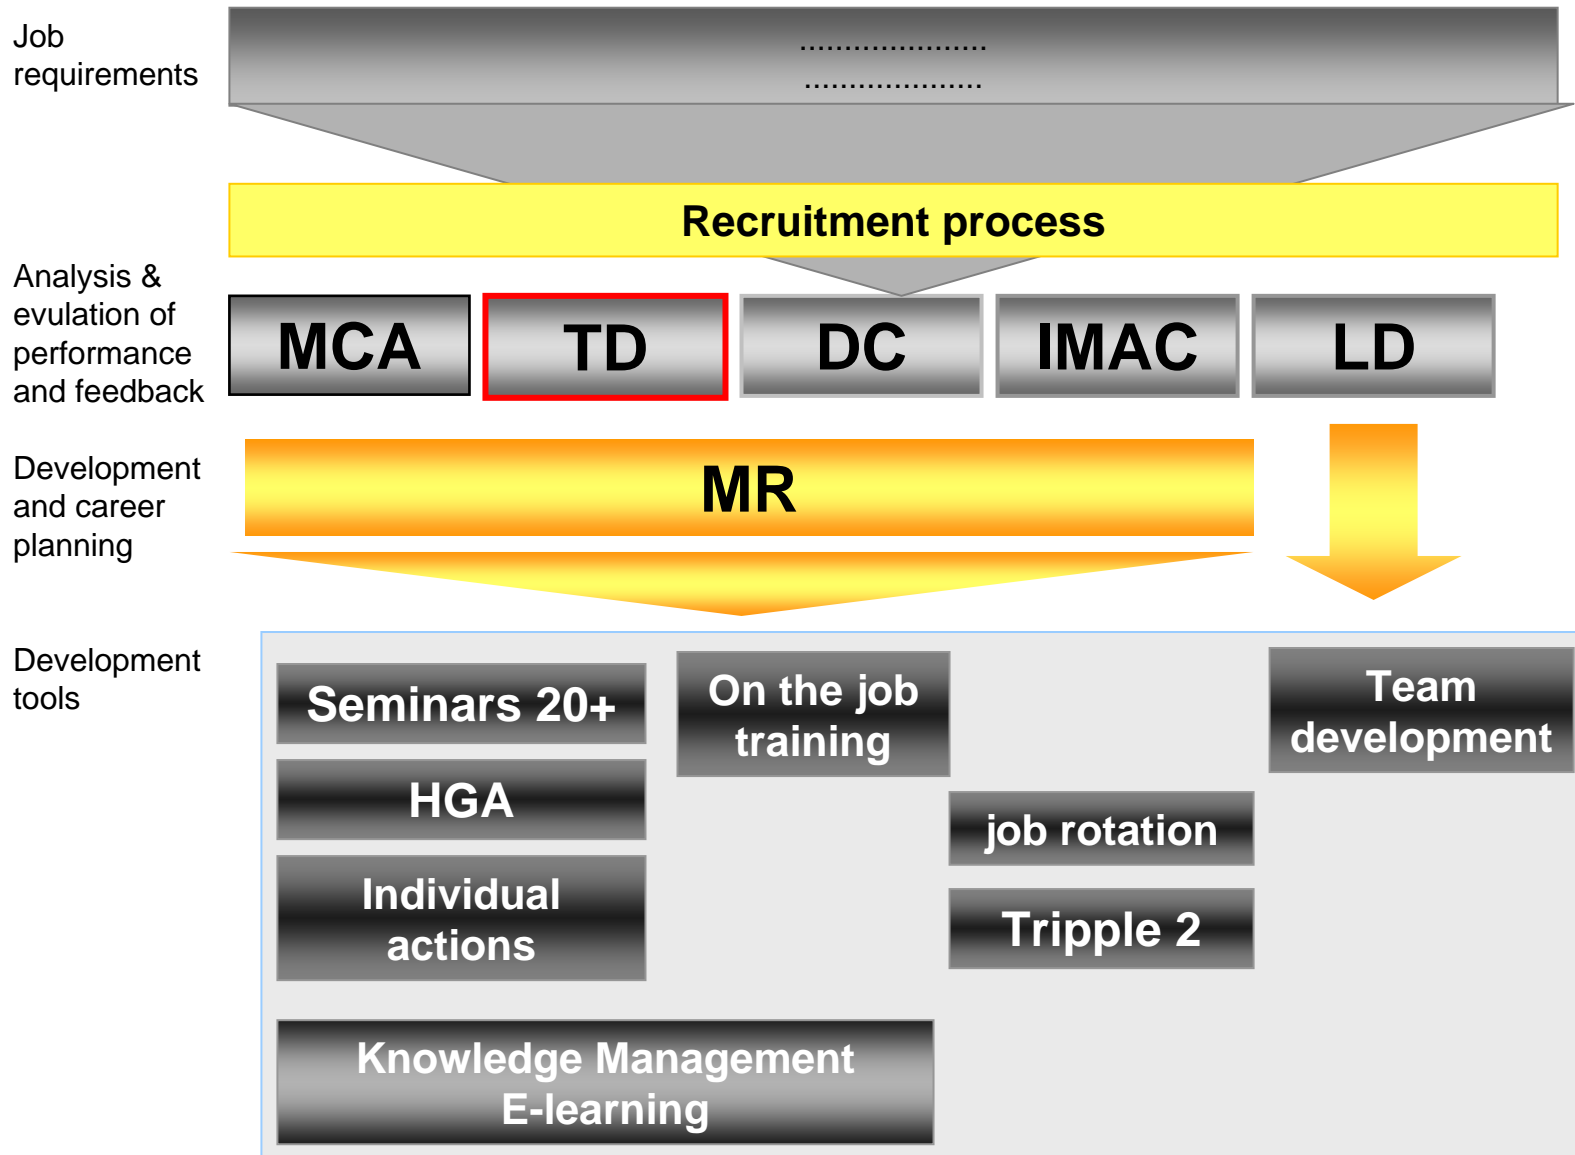 Job
requirements
.....................
....................
Recruitment process
Analysis &
evulation of
performance
and feedback
MCA
TD
DC
IMAC
LD
Development
and career
planning
MR
Development
tools
Seminars 20+
On the job
training
Team
development
HGA
job rotation
Individual
actions
Tripple 2
Knowledge Management
E-learning